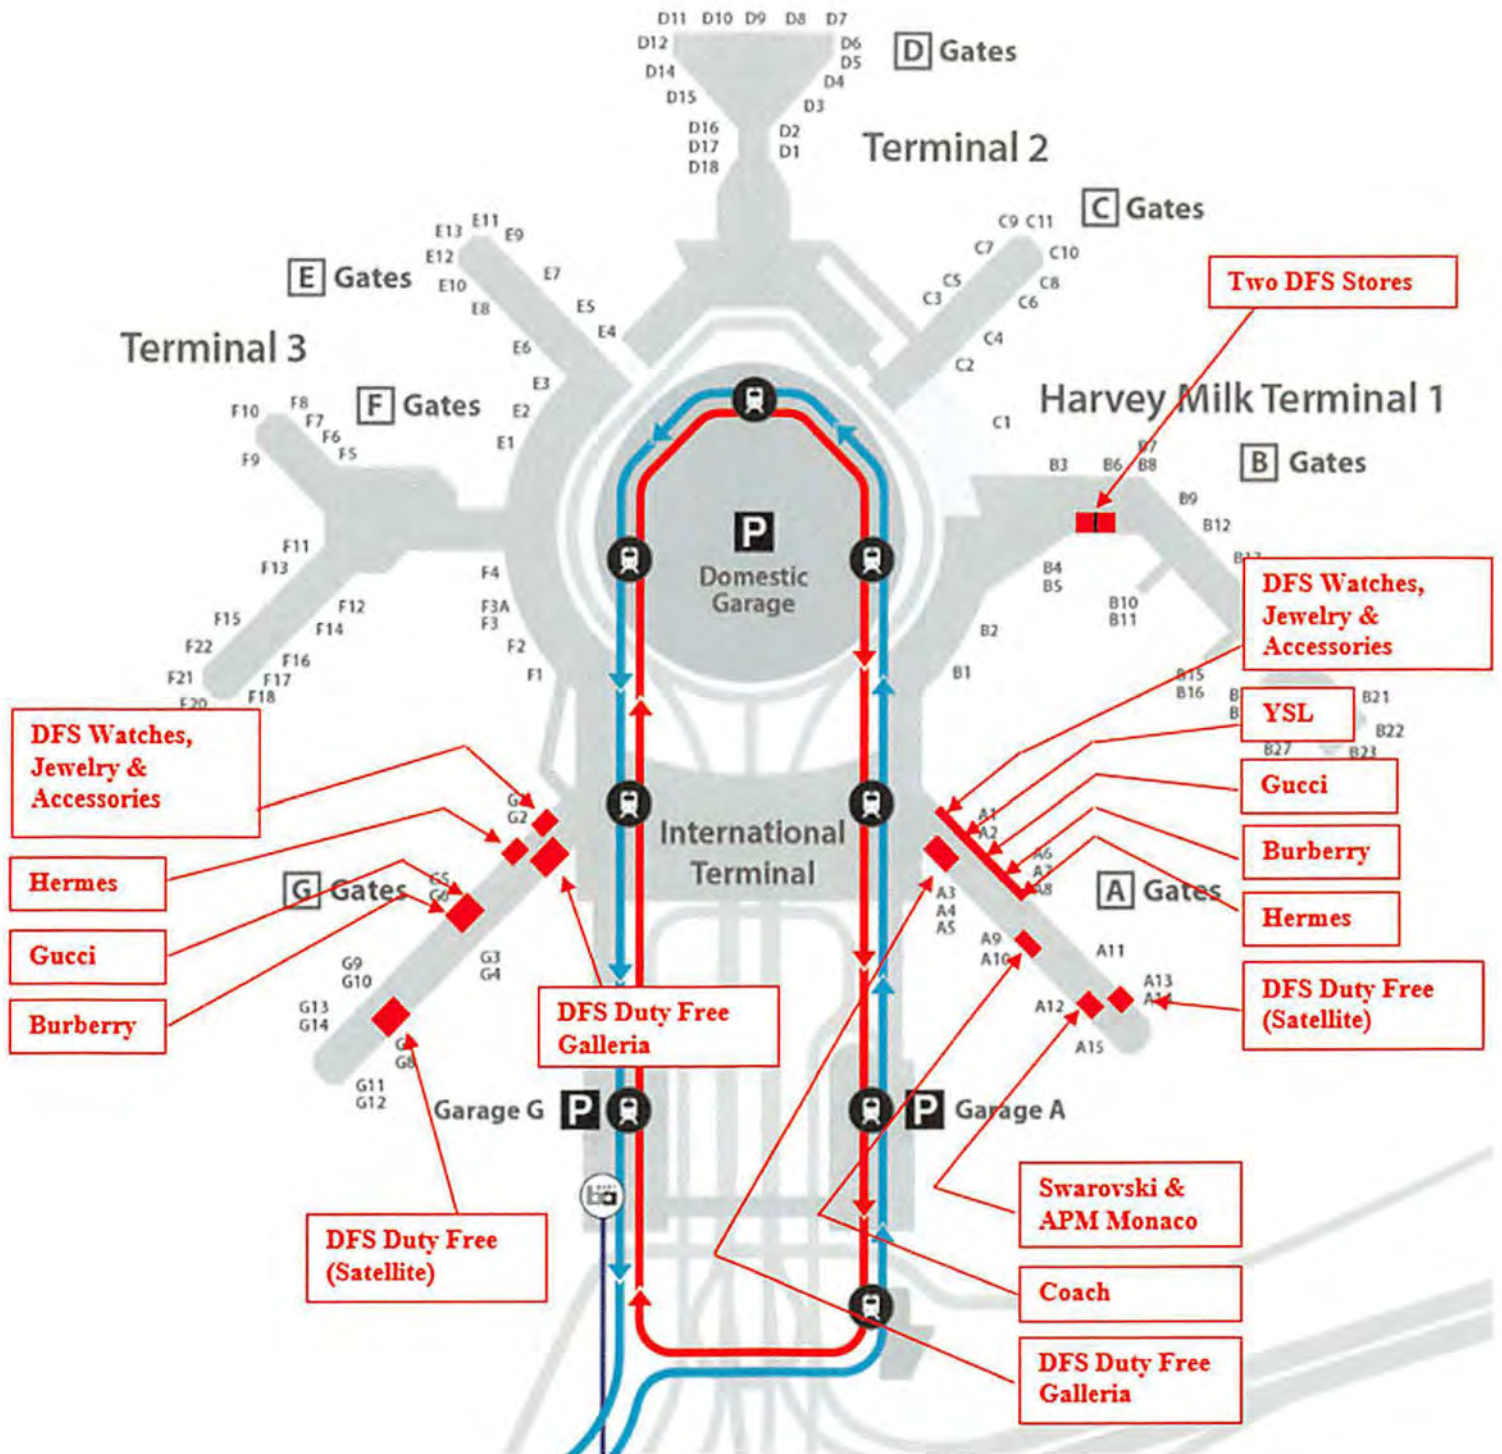 D11 D10 D9 D8 D7
D12
D6
D5
D14
D4
D15
D3
D16
D17
D18
D2
D1
D Gates
Terminal 2
C Gates
C9 C11
C7
C10
C5
C8
C3
C6
C4
C2
C1
E11
E13
E9
E12
E7
E10
E5
E8
E4
E6
E3
E2
E1
E Gates
Terminal 3
F Gates
F8
F10
F7
F6
F5
F9
F11
F13
F4
F12
F3A
F3
F15
F14
F2
F22
F16
F1
F21
F17
F18
F20
Two DFS Stores
Harvey Milk Terminal 1
B Gates
B7
B3
B6
B8
B9
B12
B4
B5
B10
B11
B2
B1
B15
B16
B21
B22
B27
B23
P
Domestic
Garage
DFS Watches,
Jewelry &
Accessories
YSL
Gucci
Burberry
Hermes
DFS Duty Free
(Satellite)
DFS Watches,
Jewelry &
Accessories
Hermes
Gucci
Burberry
G2
G Gates
G5
G6
G3
G4
G9
G10
G13
G14
G8
G11
G12
International
Terminal
A1
A2
A6
A7
A8
A Gates
A3
A4
A5
A9
A10
A11
A13
A14
A12
A15
DFS Duty Free
Galleria
Garage G P
P Garage A
ba
DFS Duty Free
(Satellite)
Swarovski &
APM Monaco
Coach
DFS Duty Free
Galleria